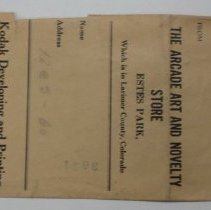 FROM
THE ARCADE ART AND NOVELTY
STORE
ESTES PARK,
Which is in Larimer County, Colorado
Name
Address
Kodak Developing and Printing